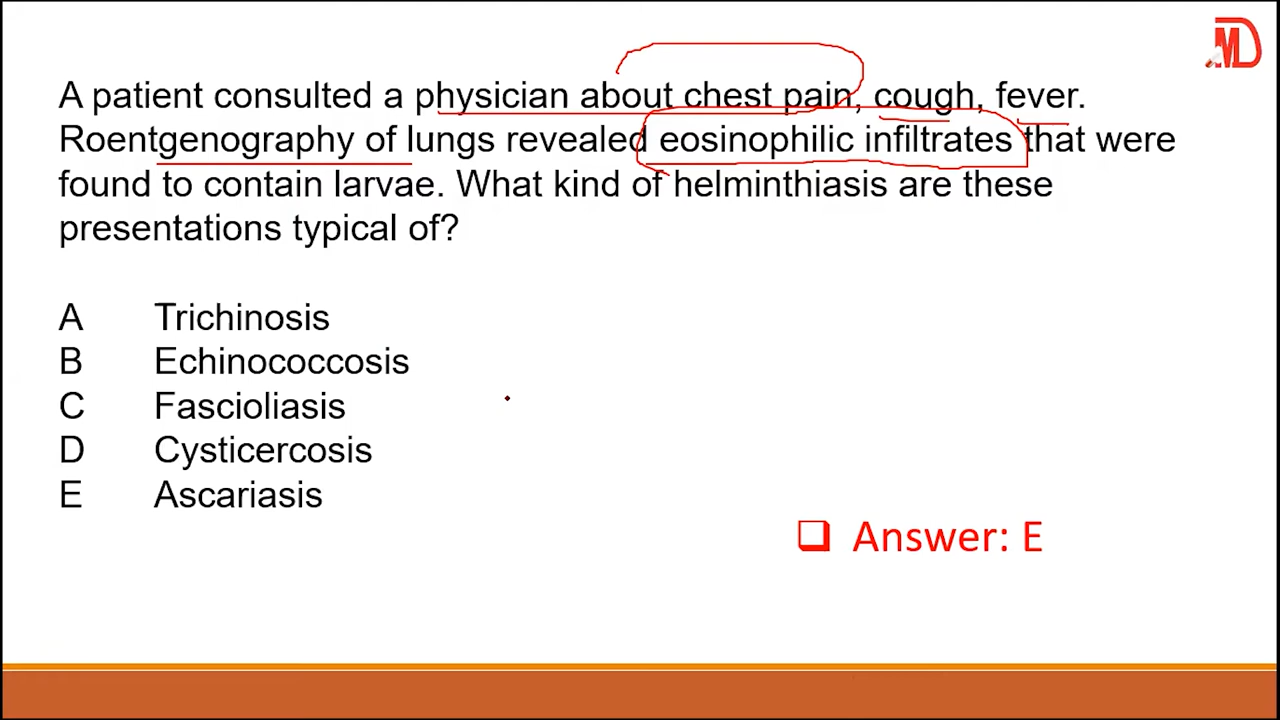 MD
A patient consulted a physician about chest pain, cough, fever.
Roentgenography of lungs revealed eosinophilic infiltrates that were
found to contain larvae. What kind of helminthiasis are these
presentations typical of?
A Trichinosis
B Echinococcosis
C Fascioliasis
D Cysticercosis
E Ascariasis
Answer: E